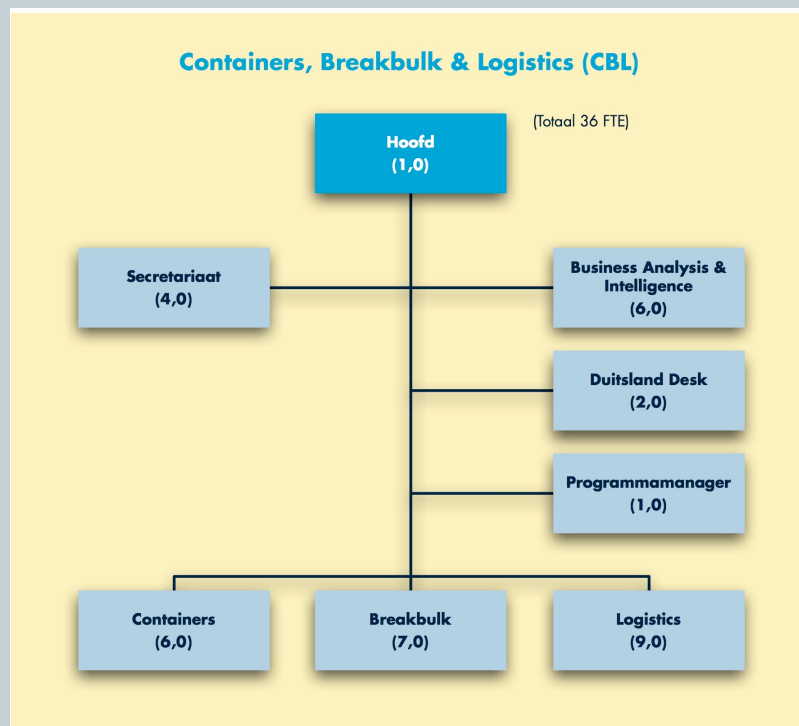 Containers, Breakbulk & Logistics (CBL)
Hoofd
(1,0)
(Totaal 36 FTE)
Secretariaat
(4,0)
Business Analysis &
Intelligence
(6,0)
Duitsland Desk
(2,0)
Programmamanager
(1,0)
Containers
(6,0)
Breakbulk
(7,0)
Logistics
(9,0)